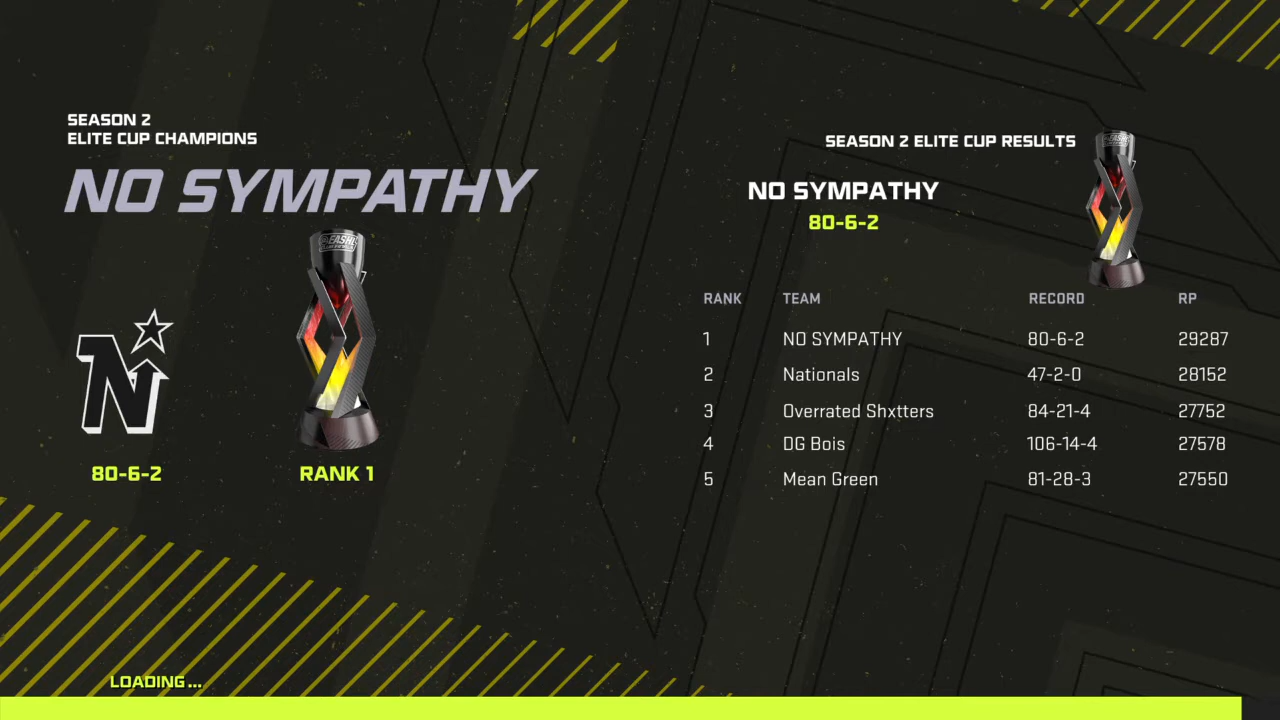 SEASON 2
ELITE CUP CHAMPIONS
NO SYMPATHY
80-6-2
RANK 1
SEASON 2 ELITE CUP RESULTS
NO SYMPATHY
80-6-2
RANK TEAM RECORD RP
1 NO SYMPATHY 80-6-2 29287
2 Nationals 47-2-0 28152
3 Overrated Shxtters 84-21-4 27752
4 DG Bois 106-14-4 27578
5 Mean Green 81-28-3 27550
LOADING...